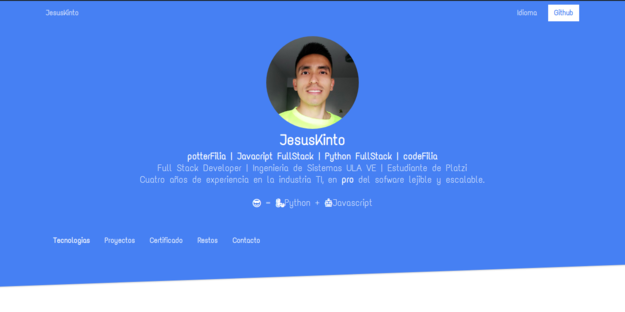 JesusKinto
Idioma
Github
JesusKinto
potterFilia | Javacript FullStack | Python FullStack | codeFilia
Full Stack Developer | Ingenieria de Sistemas ULA VE | Estudiante de Platzi
Cuatro años de experiencia en la industria TI, en pro del sofware lejible y escalable.
= Python + Javascript
Tecnologias Proyectos Certificado Restos Contacto